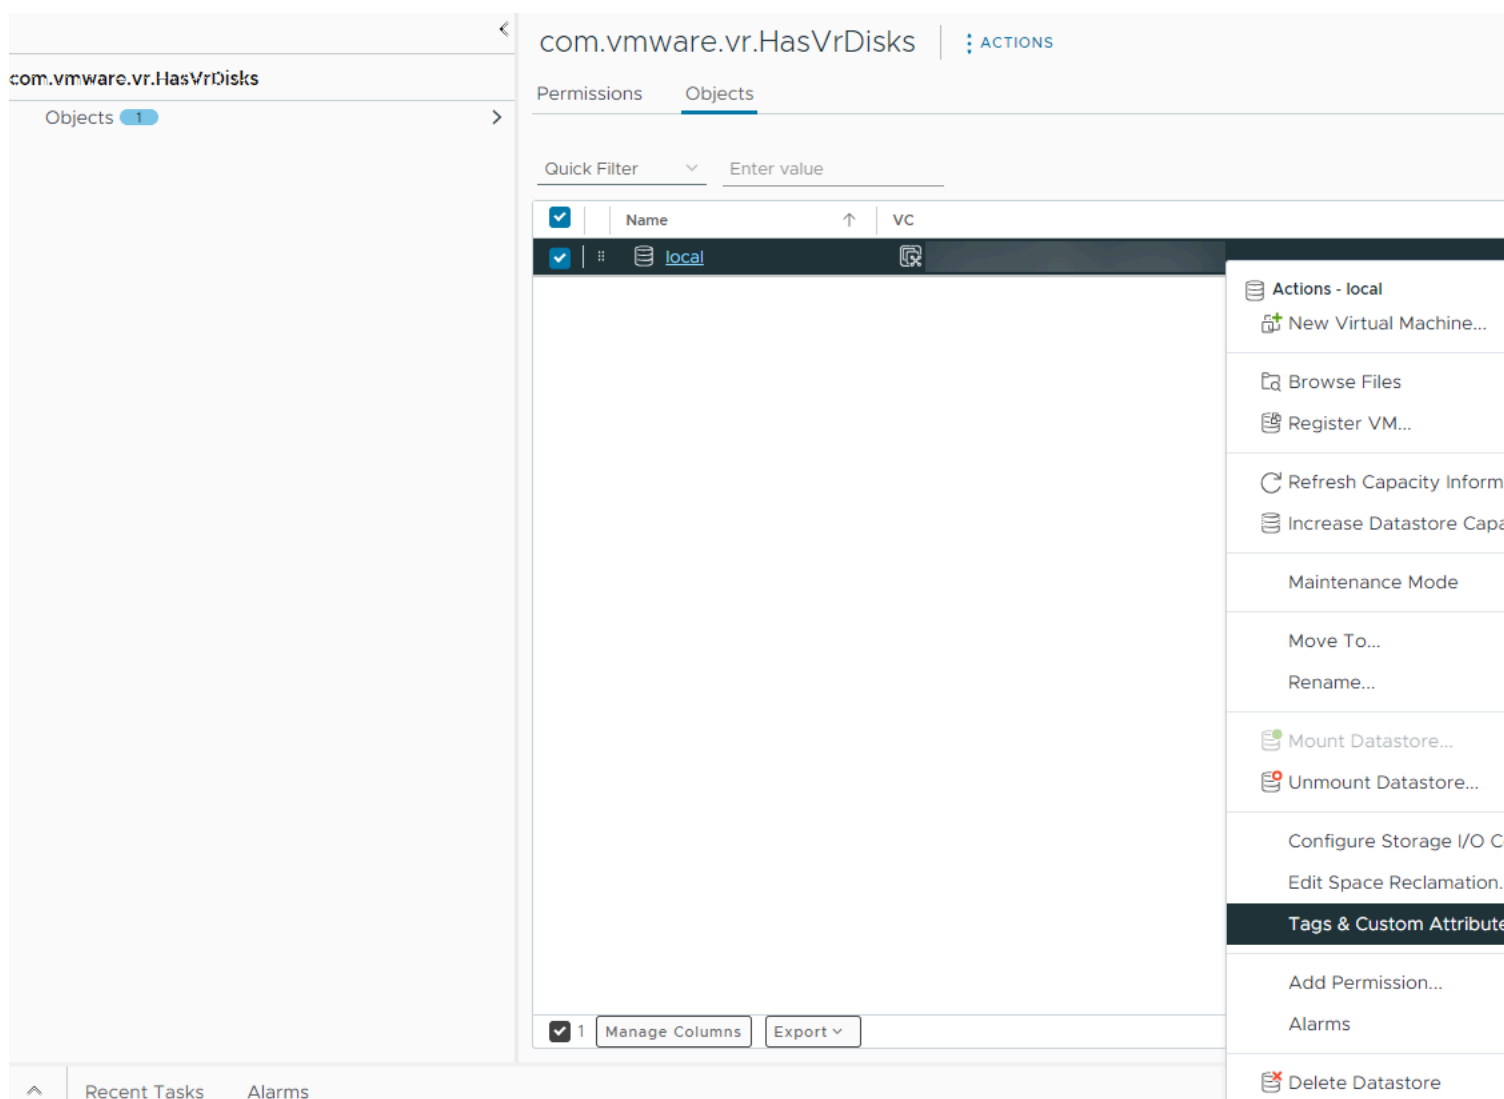 com.vmware.vr.HasVrDisks
ACTIONS
com.vmware.vr.HasVrDisks
Objects 1
Permissions Objects
Quick Filter Enter value
Name VC
local
Actions - local
New Virtual Machine...
Browse Files
Register VM...
Refresh Capacity Inform
Increase Datastore Capa
Maintenance Mode
Move To...
Rename...
Mount Datastore...
Unmount Datastore...
Configure Storage I/O C
Edit Space Reclamation.
Tags & Custom Attribute
Add Permission...
Alarms
Delete Datastore
1 Manage Columns Export
Recent Tasks Alarms